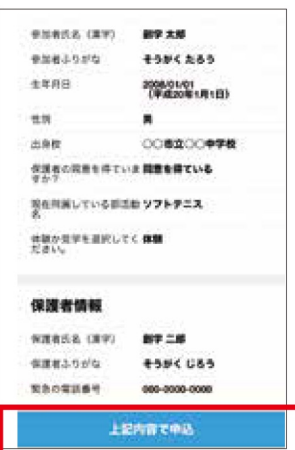 参加者氏名（漢字） 創学 太郎
参加者ふりがな そうがく たろう
生年月日 2008/01/01
（平成20年1月1日）
性別 男
出身校 〇〇市立〇〇中学校
保護者の同意を得ていま 同意を得ている
すか？
現在所属している部活動 ソフトテニス
名
体験か見学を選択してく 体験
ださい。
保護者情報
保護者氏名（漢字） 創学 二郎
保護者ふりがな そうがく じろう
緊急の電話番号 000-0000-0000
上記内容で申込